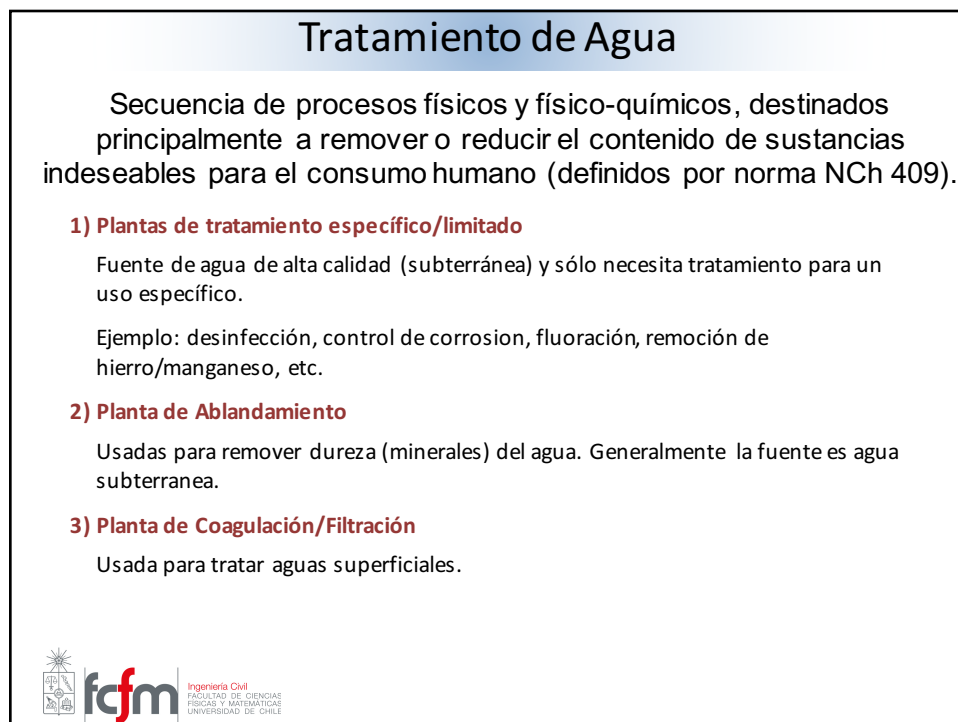 Tratamiento de Agua
Secuencia de procesos físicos y físico-químicos, destinados
principalmente a remover o reducir el contenido de sustancias
indeseables para el consumo humano (definidos por norma NCh 409).
1) Plantas de tratamiento específico/limitado
Fuente de agua de alta calidad (subterránea) y sólo necesita tratamiento para un
uso específico.
Ejemplo: desinfección, control de corrosion, fluoración, remoción de
hierro/manganeso, etc.
2) Planta de Ablandamiento
Usadas para remover dureza (minerales) del agua. Generalmente la fuente es agua
subterranea.
3) Planta de Coagulación/Filtración
Usada para tratar aguas superficiales.
fcfm
Ingeniería Civil
FACULTAD DE CIENCIAS
FÍSICAS Y MATEMÁTICAS
UNIVERSIDAD DE CHILE